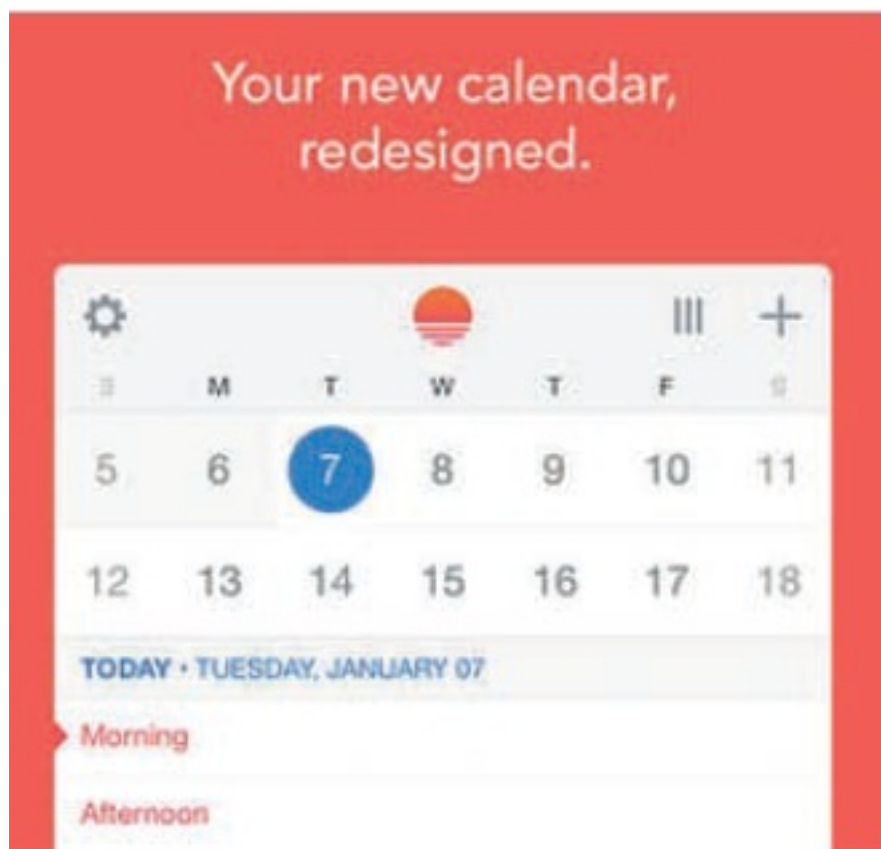 Your new calendar,
redesigned.
S M T W T F S
5 6 7 8 9 10 11
12 13 14 15 16 17 18
TODAY • TUESDAY, JANUARY 07
Morning
Afternoon